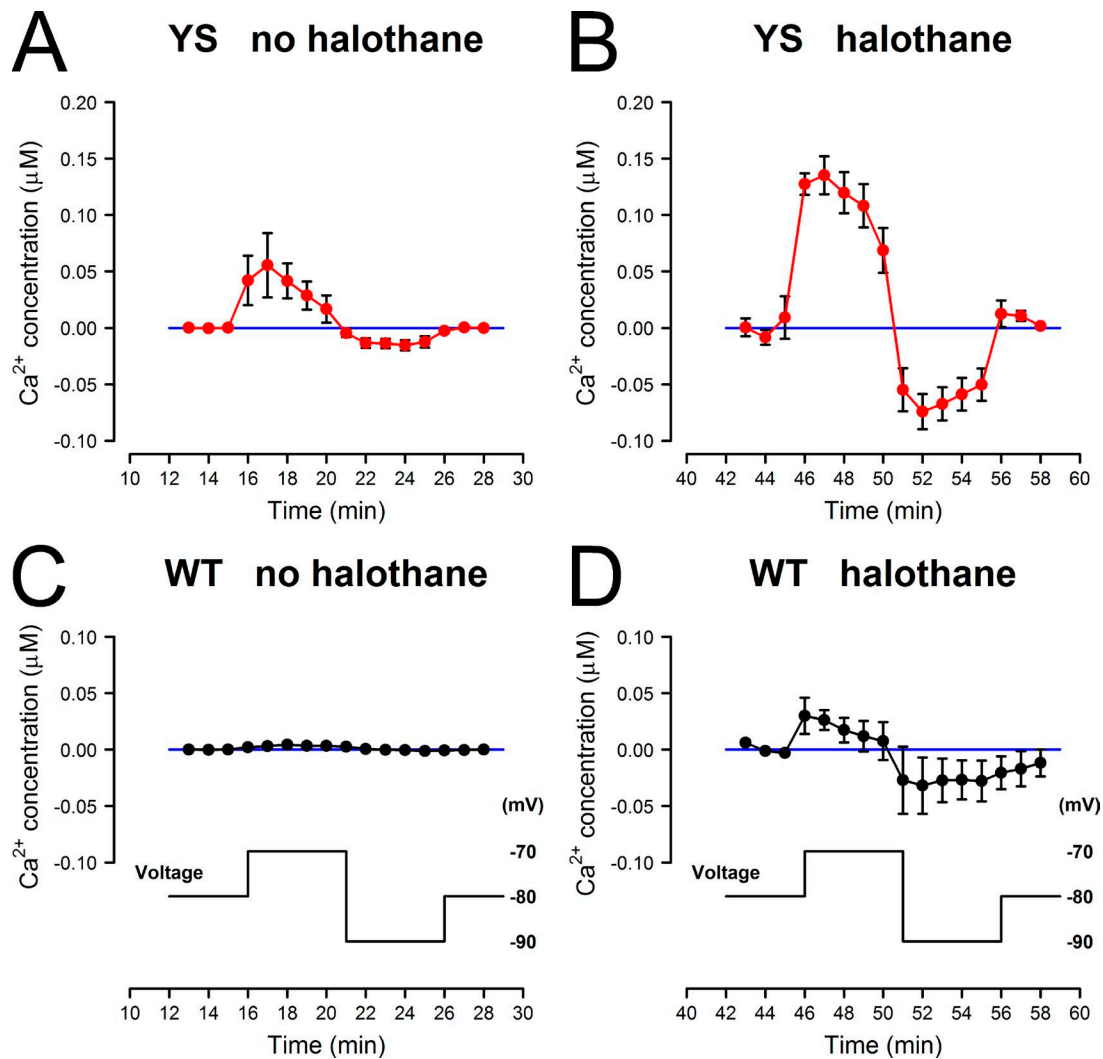 A YS no halothane
Ca2+ concentration (µM)
0.20
0.15
0.10
0.05
0.00
-0.05
-0.10
10 12 14 16 18 20 22 24 26 28 30
Time (min)
B YS halothane
Ca2+ concentration (µM)
0.20
0.15
0.10
0.05
0.00
-0.05
-0.10
40 42 44 46 48 50 52 54 56 58 60
Time (min)
C WT no halothane
Ca2+ concentration (µM)
0.10
0.05
0.00
-0.05
-0.10
(mV)
Voltage
-70
-80
-90
10 12 14 16 18 20 22 24 26 28 30
Time (min)
D WT halothane
Ca2+ concentration (µM)
0.10
0.05
0.00
-0.05
-0.10
(mV)
Voltage
-70
-80
-90
40 42 44 46 48 50 52 54 56 58 60
Time (min)